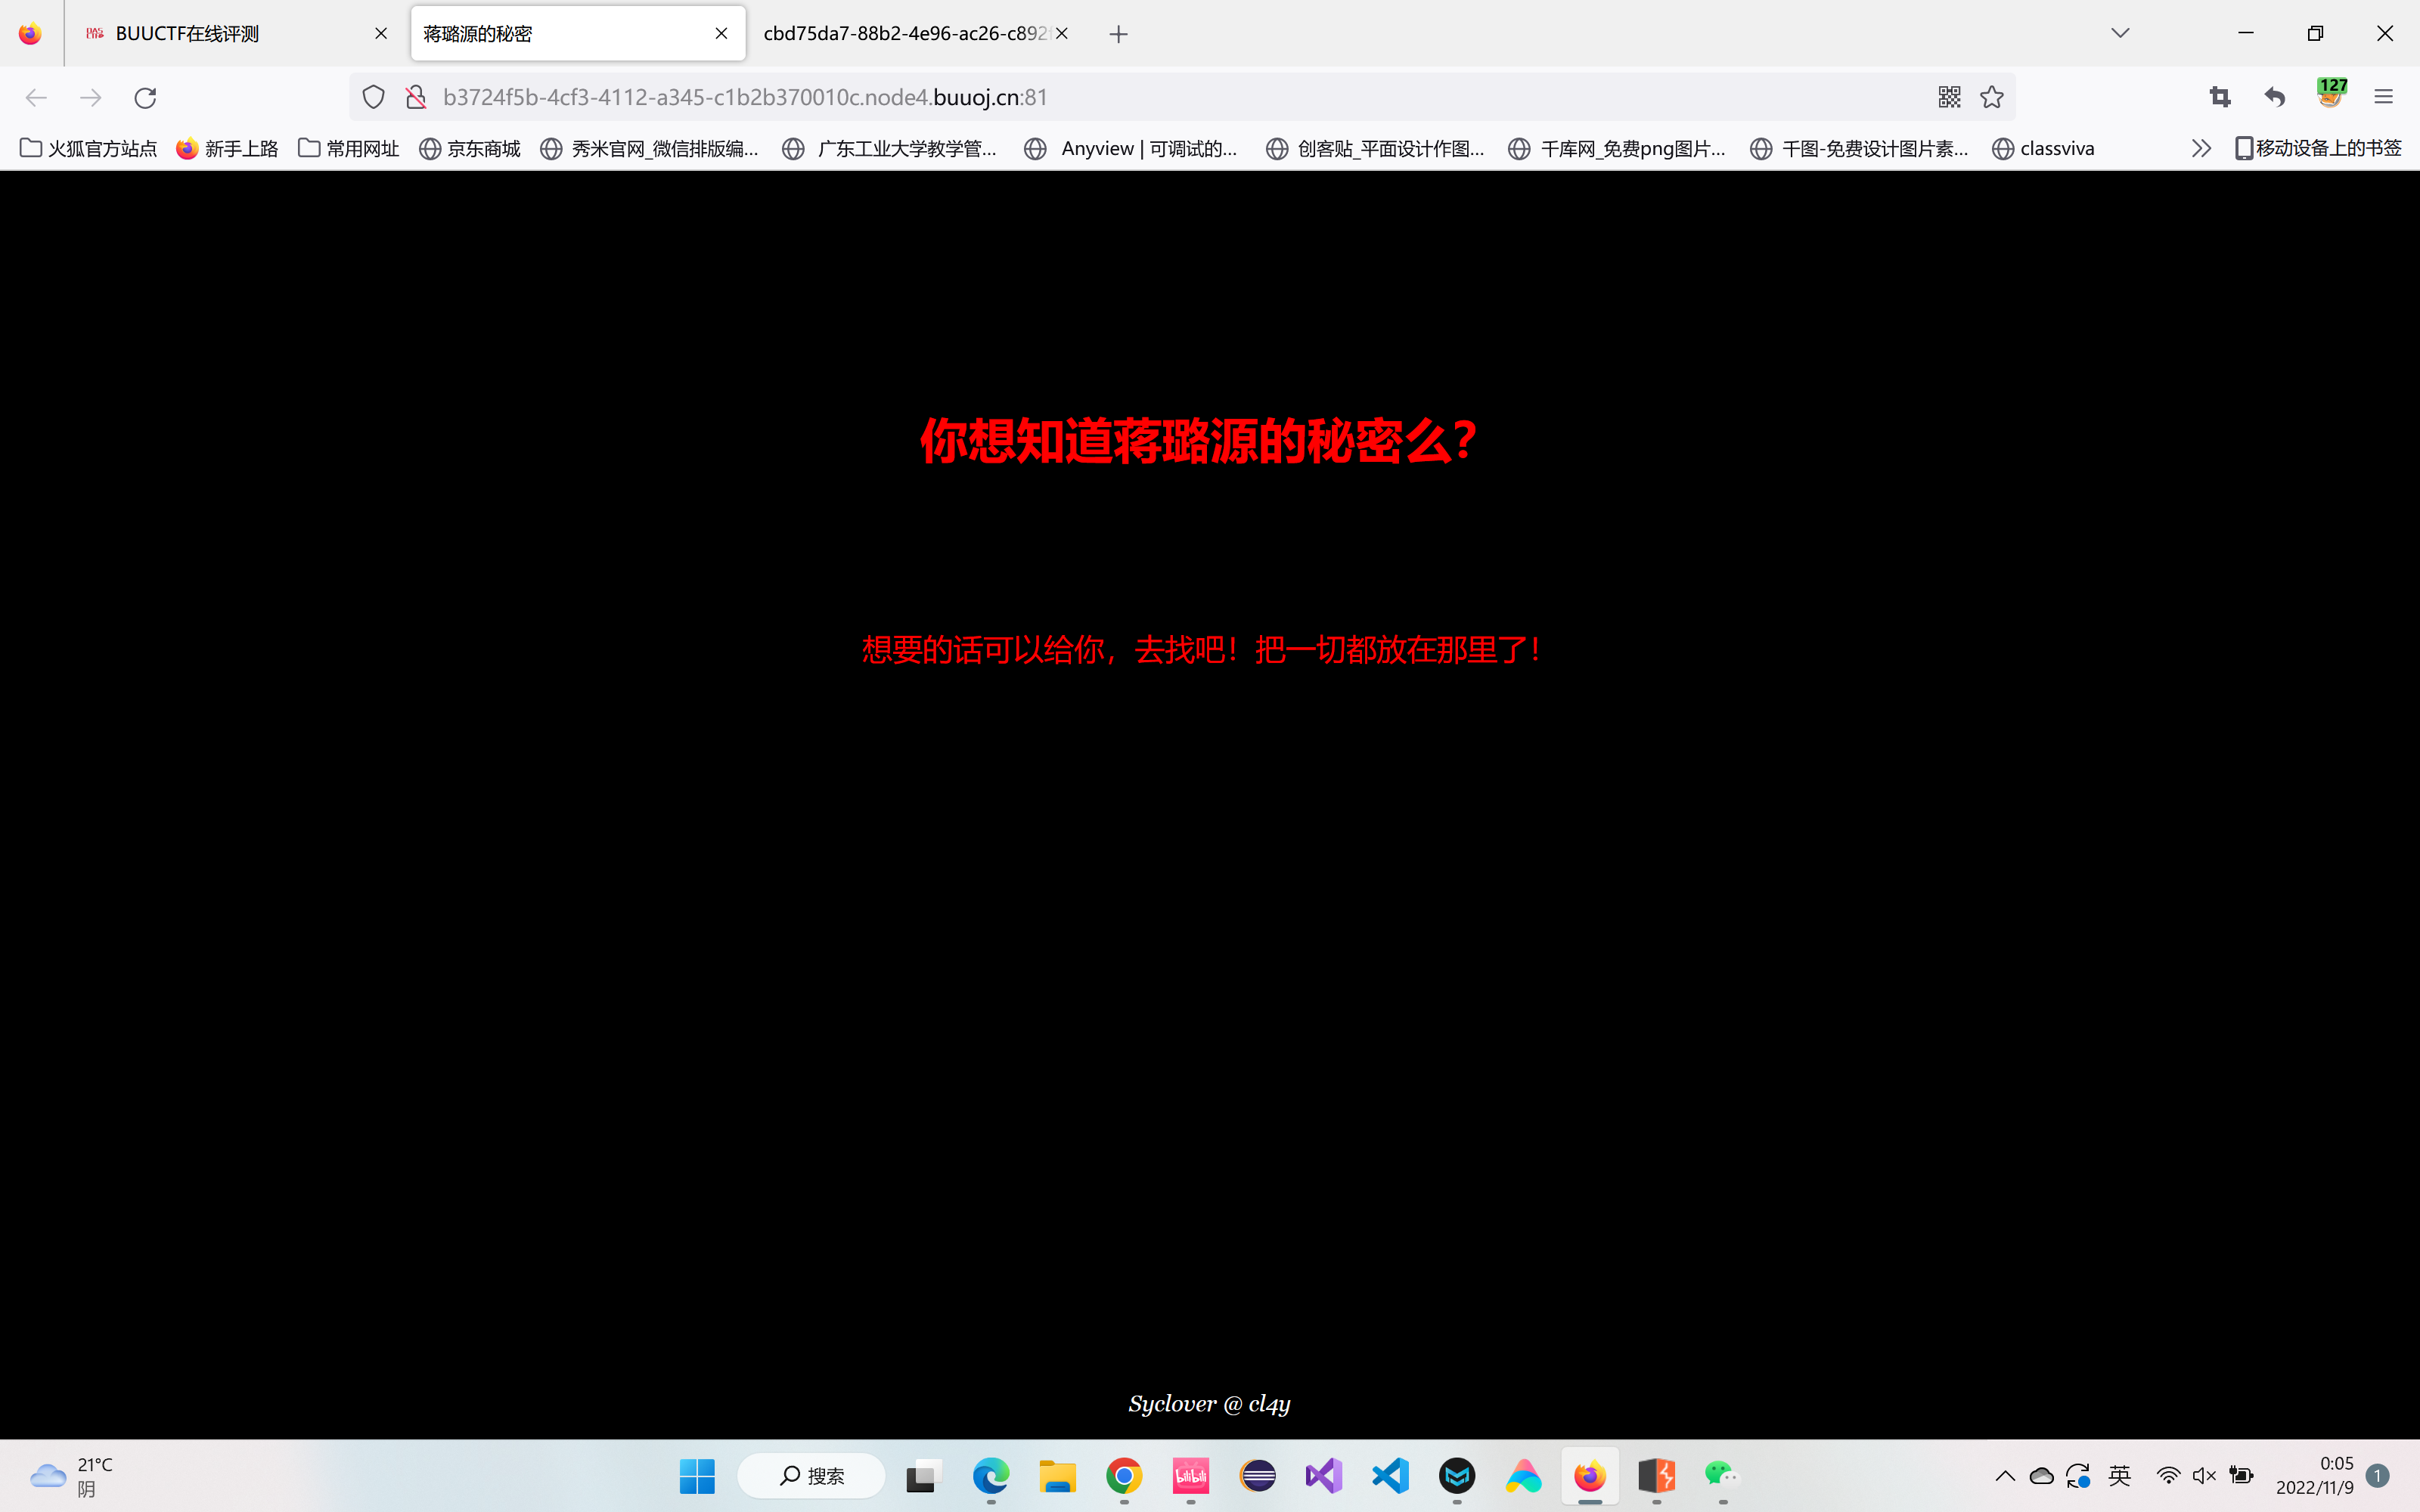 BUUCTF在线评测
蒋璐源的秘密
cbd75da7-88b2-4e96-ac26-c892
b3724f5b-4cf3-4112-a345-c1b2b370010c.node4.buuoj.cn:81
127
火狐官方站点 新手上路 常用网址 京东商城 秀米官网_微信排版编... 广东工业大学教学管... Anyview | 可调试的... 创客贴_平面设计作图... 千库网_免费png图片... 千图-免费设计图片素... classviva 移动设备上的书签
你想知道蒋璐源的秘密么?
想要的话可以给你，去找吧！把一切都放在那里了！
Syclover @ cl4y
21°C
阴
搜索
bilibili
英
0:05
2022/11/9
1